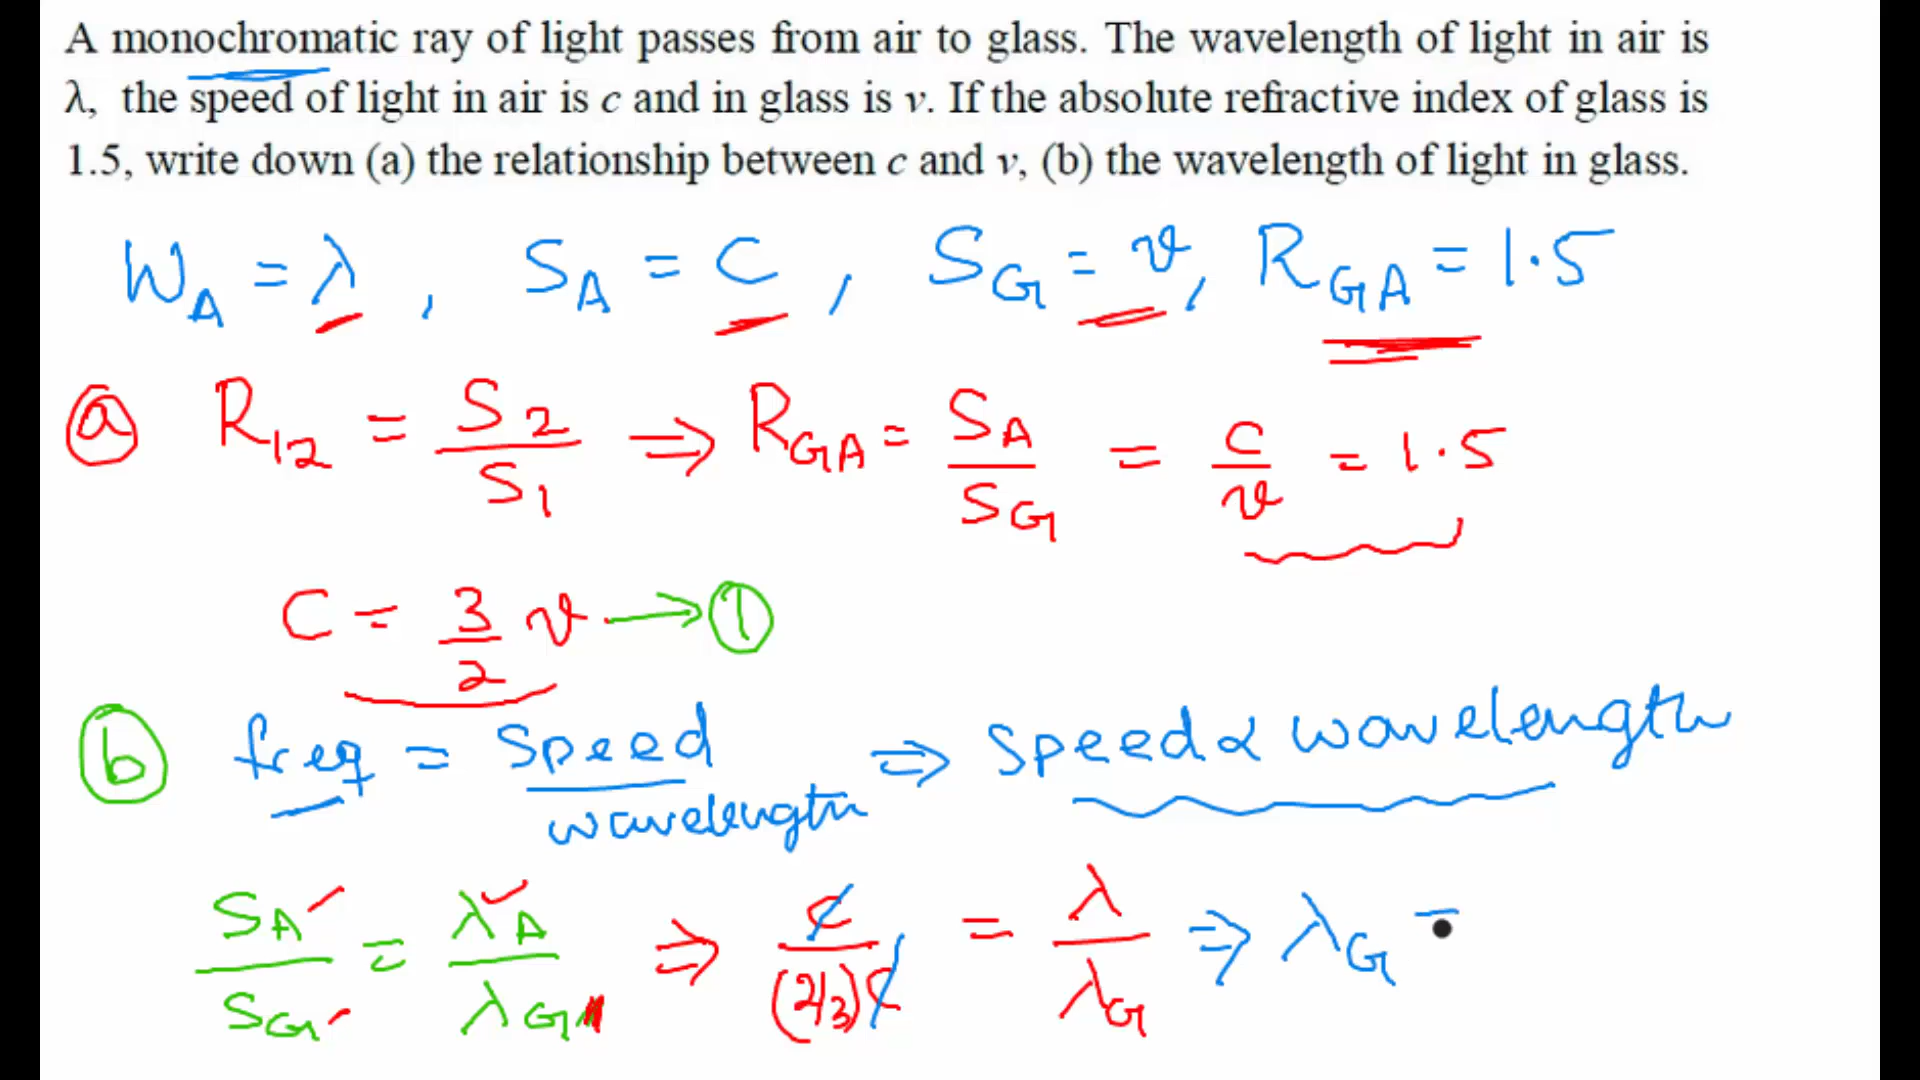 A monochromatic ray of light passes from air to glass. The wavelength of light in air is
λ, the speed of light in air is c and in glass is v. If the absolute refractive index of glass is
1.5, write down (a) the relationship between c and v, (b) the wavelength of light in glass.
W_A = λ , S_A = C , S_G = v, R_GA = 1.5
(a) R_12 = S_2/S_1 ⇒ R_GA = S_A/S_G = c/v = 1.5
C = 3/2 v → (1)
(b) freq = Speed/wavelength ⇒ Speed α wavelength
S_A/S_G = λ_A/λ_G ⇒ c/(2/3)c = λ/λ_G ⇒ λ_G =